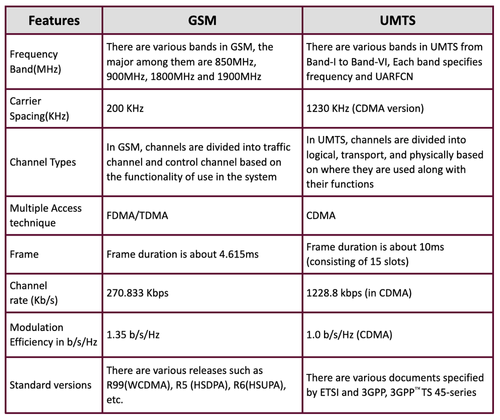 Features GSM UMTS
Frequency Band(MHz) There are various bands in GSM, the major among them are 850MHz, 900MHz, 1800MHz and 1900MHz There are various bands in UMTS from Band-I to Band-VI, Each band specifies frequency and UARFCN
Carrier Spacing(KHz) 200 KHz 1230 KHz (CDMA version)
Channel Types In GSM, channels are divided into traffic channel and control channel based on the functionality of use in the system In UMTS, channels are divided into logical, transport, and physically based on where they are used along with their functions
Multiple Access technique FDMA/TDMA CDMA
Frame Frame duration is about 4.615ms Frame duration is about 10ms (consisting of 15 slots)
Channel rate (Kb/s) 270.833 Kbps 1228.8 kbps (in CDMA)
Modulation Efficiency in b/s/Hz 1.35 b/s/Hz 1.0 b/s/Hz (CDMA)
Standard versions There are various releases such as R99(WCDMA), R5 (HSDPA), R6(HSUPA), etc. There are various documents specified by ETSI and 3GPP, 3GPP™ TS 45-series